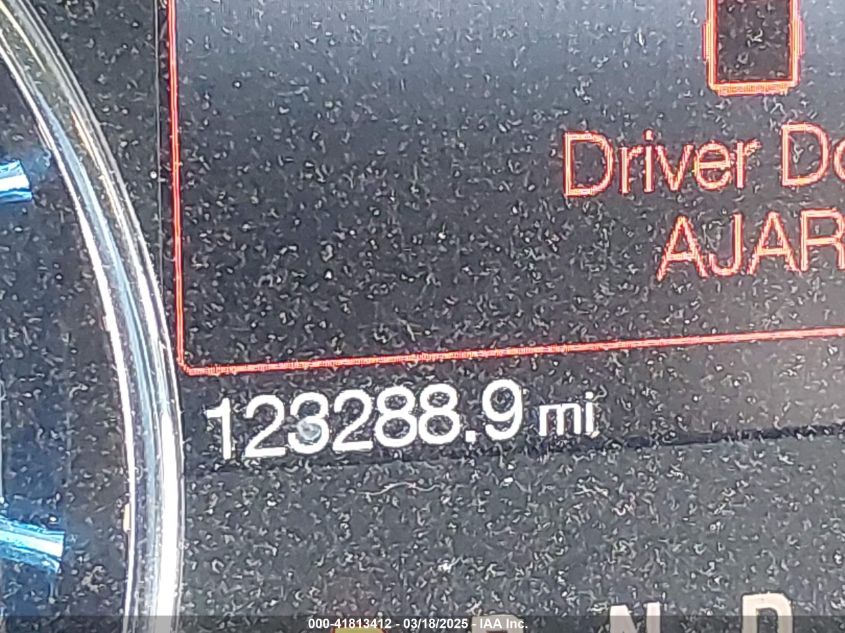 Driver Do
AJAR
123288.9 mi
R N D
000-41813412 - 03/18/2025 - IAA Inc.